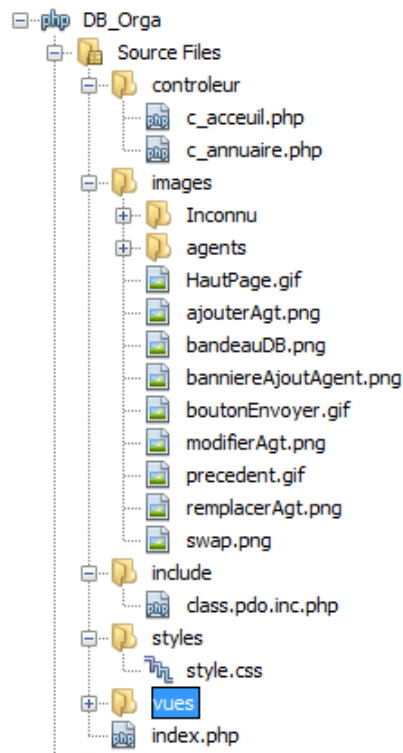 DB_Orga
Source Files
controleur
c_acceuil.php
c_annuaire.php
images
Inconnu
agents
HautPage.gif
ajouterAgt.png
bandeauDB.png
banniereAjoutAgent.png
boutonEnvoyer.gif
modifierAgt.png
precedent.gif
remplacerAgt.png
swap.png
include
class.pdo.inc.php
styles
style.css
vues
index.php